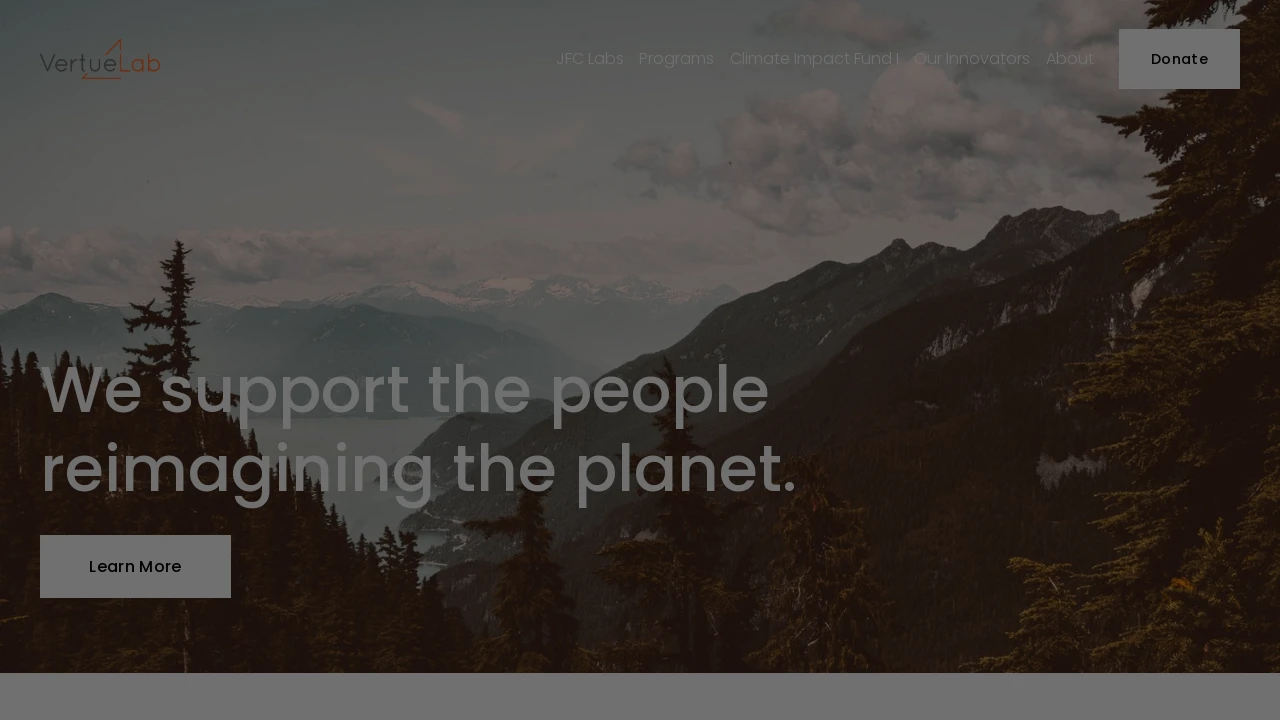 VertueLab
JFC Labs Programs Climate Impact Fund I Our Innovators About Donate
We support the people
reimagining the planet.
Learn More